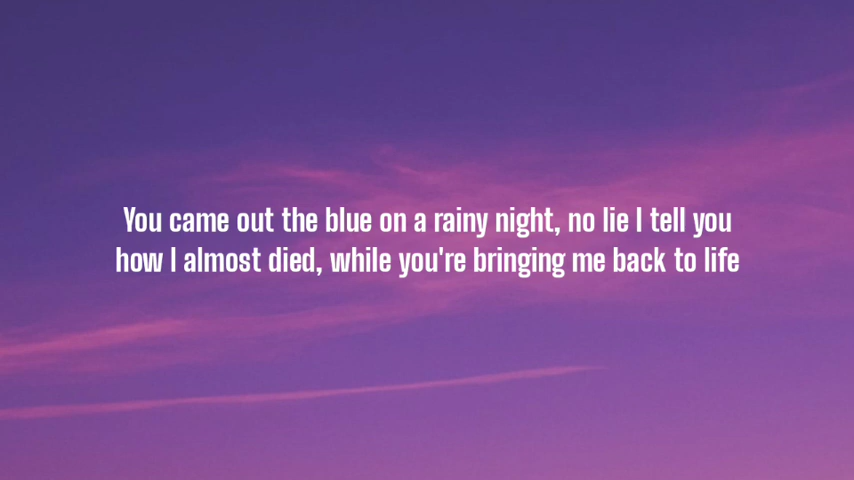 You came out the blue on a rainy night, no lie I tell you
how I almost died, while you're bringing me back to life